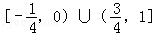 [-1/4, 0) ∪ (3/4, 1]